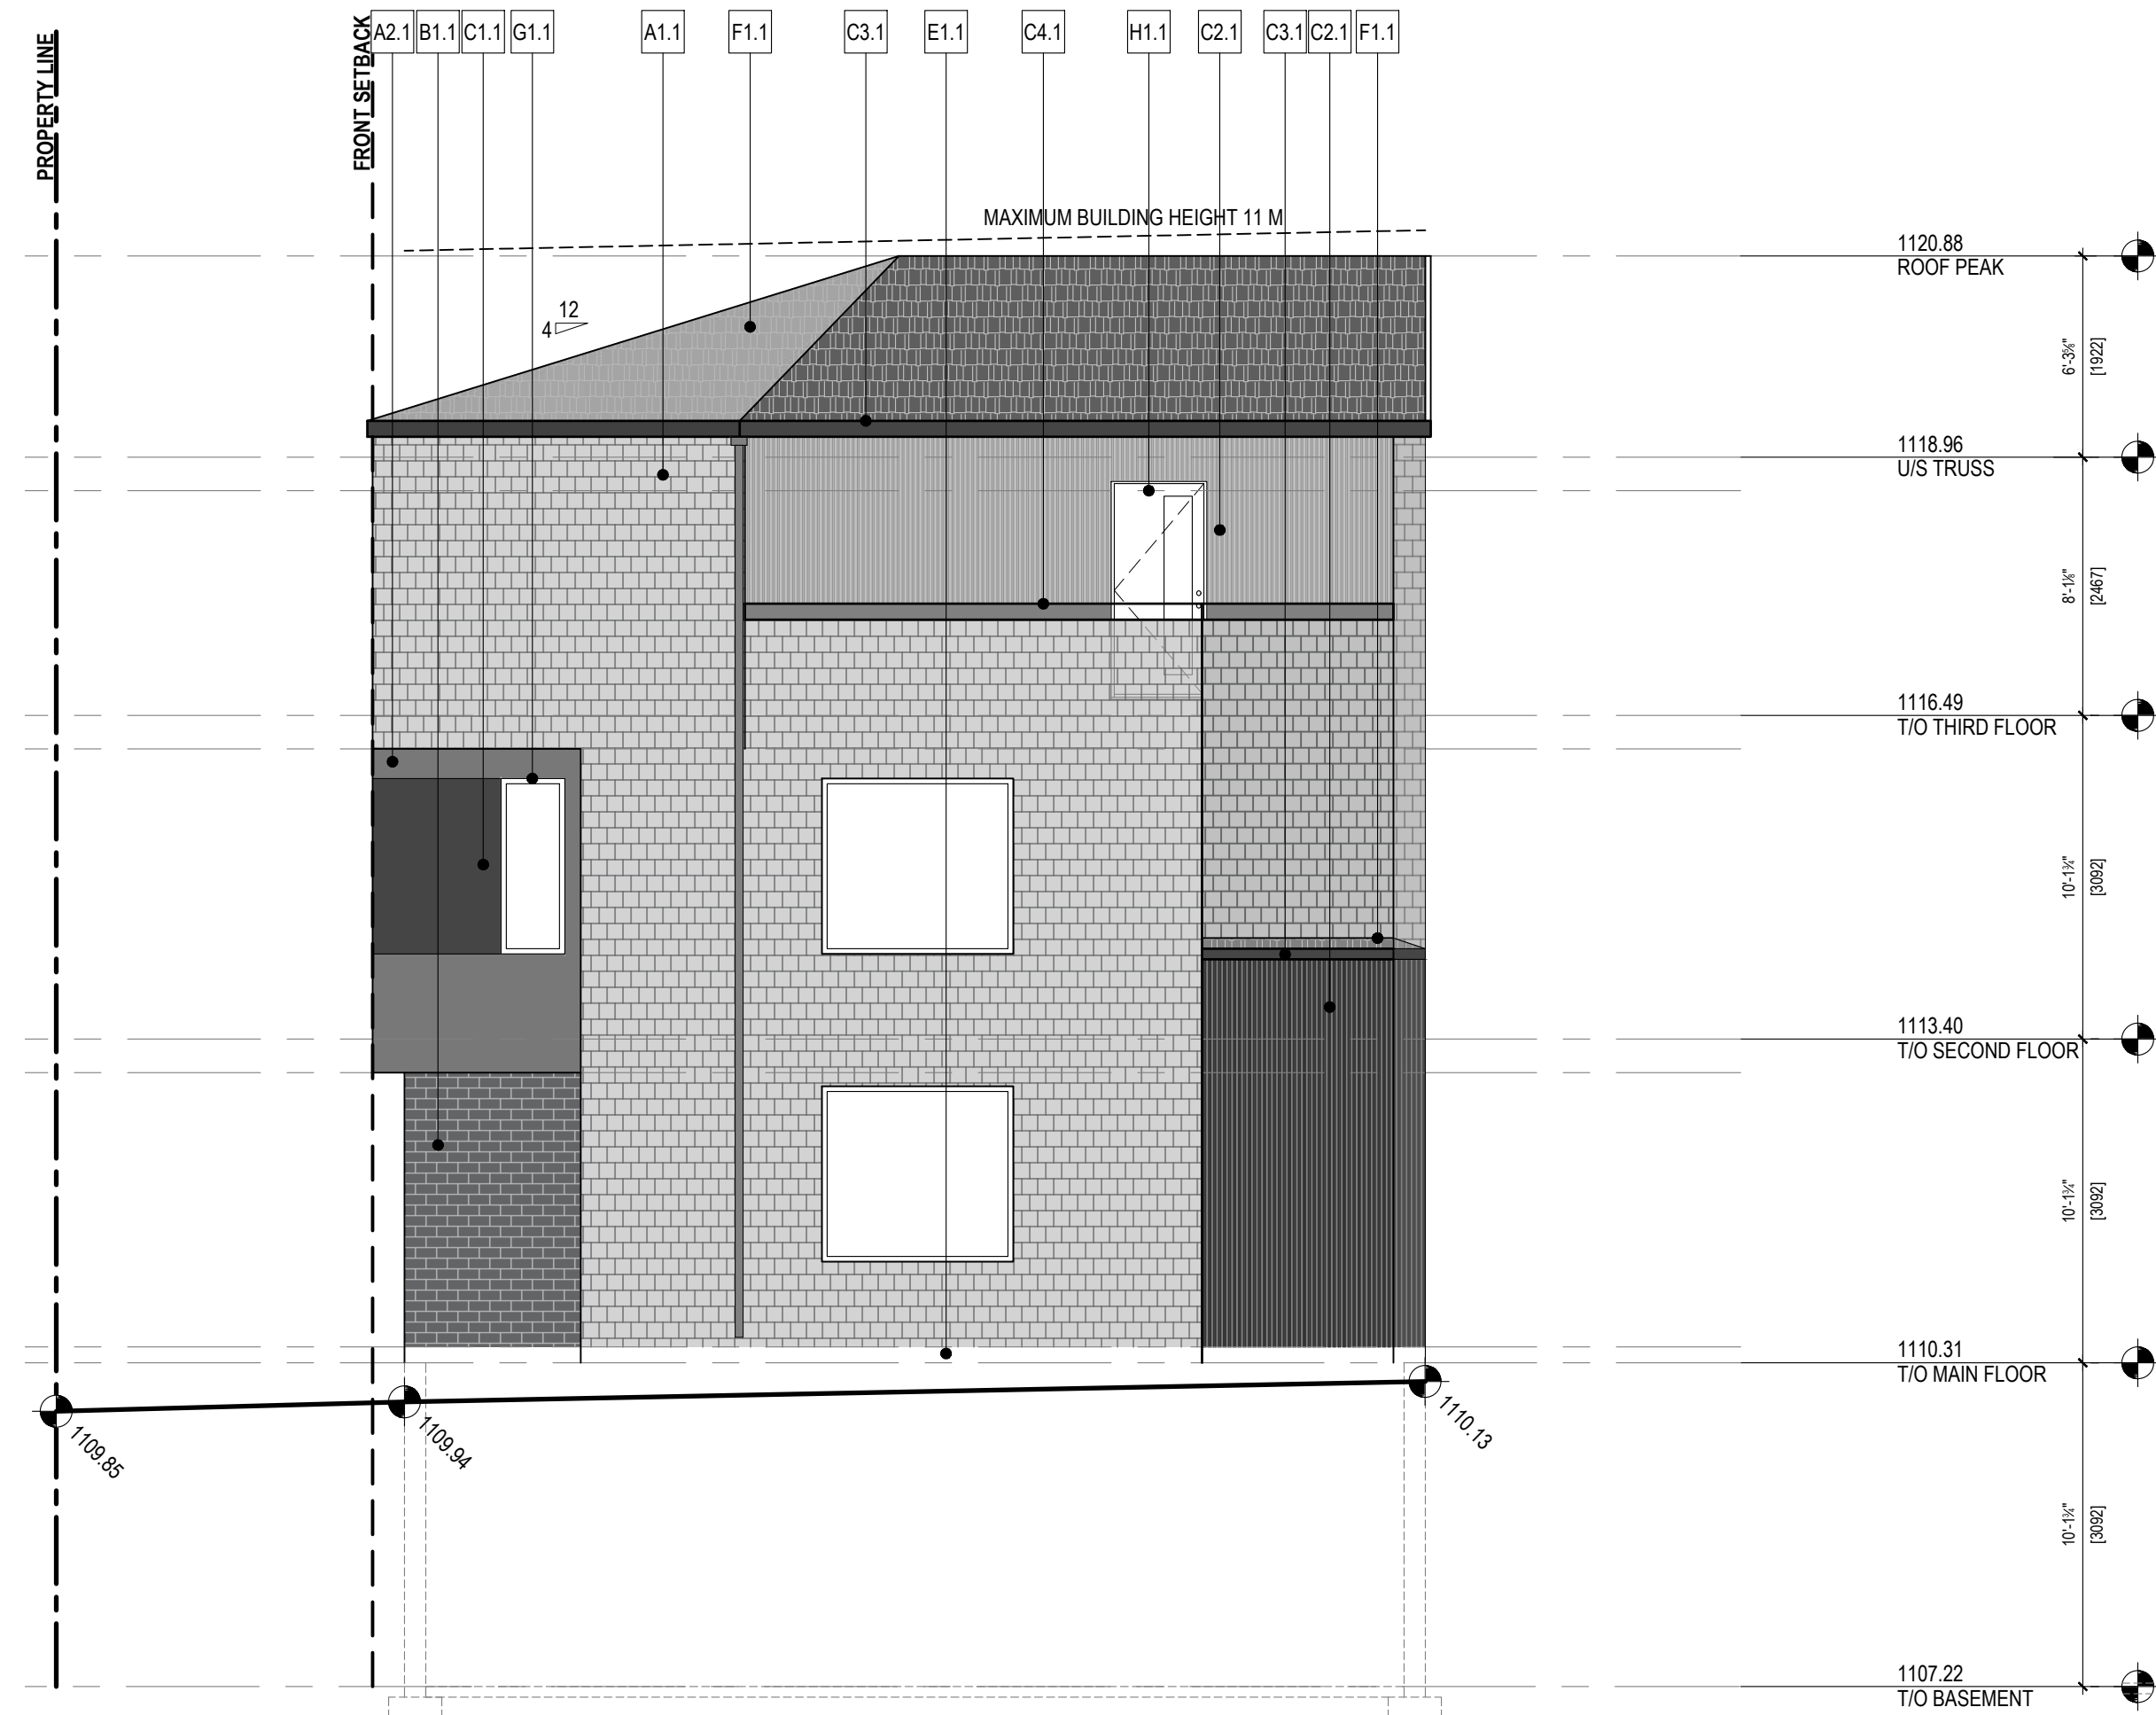 PROPERTY LINE
FRONT SETBACK
A2.1 B1.1 C1.1 G1.1 A1.1 F1.1 C3.1 E1.1 C4.1 H1.1 C2.1 C3.1 C2.1 F1.1
MAXIMUM BUILDING HEIGHT 11 M
12
4
1120.88
ROOF PEAK
6'-3⅝"
[1922]
1118.96
U/S TRUSS
8'-1⅛"
[2467]
1116.49
T/O THIRD FLOOR
10'-1¾"
[3092]
1113.40
T/O SECOND FLOOR
10'-1¾"
[3092]
1110.31
T/O MAIN FLOOR
1109.85
1109.94
1110.13
10'-1¾"
[3092]
1107.22
T/O BASEMENT